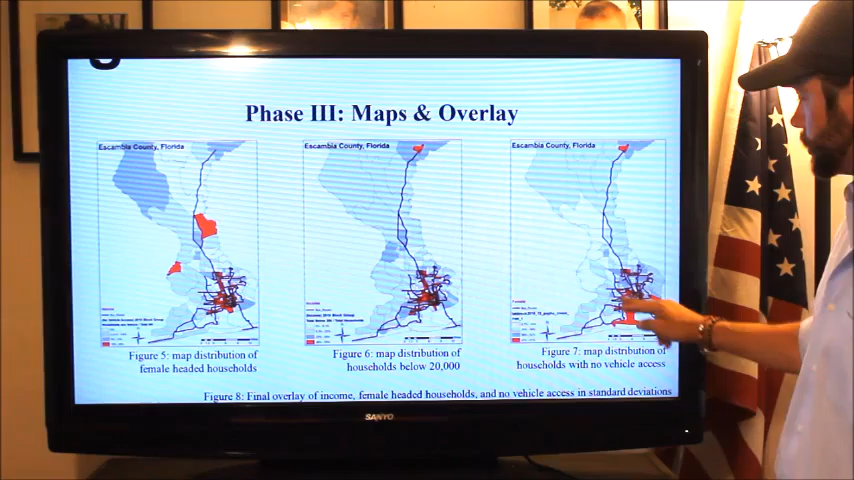 Phase III: Maps & Overlay
Escambia County, Florida
Escambia County, Florida
Escambia County, Florida
Figure 5: map distribution of
female headed households
Figure 6: map distribution of
households below 20,000
Figure 7: map distribution of
households with no vehicle access
Figure 8: Final overlay of income, female headed households, and no vehicle access in standard deviations
SANYO